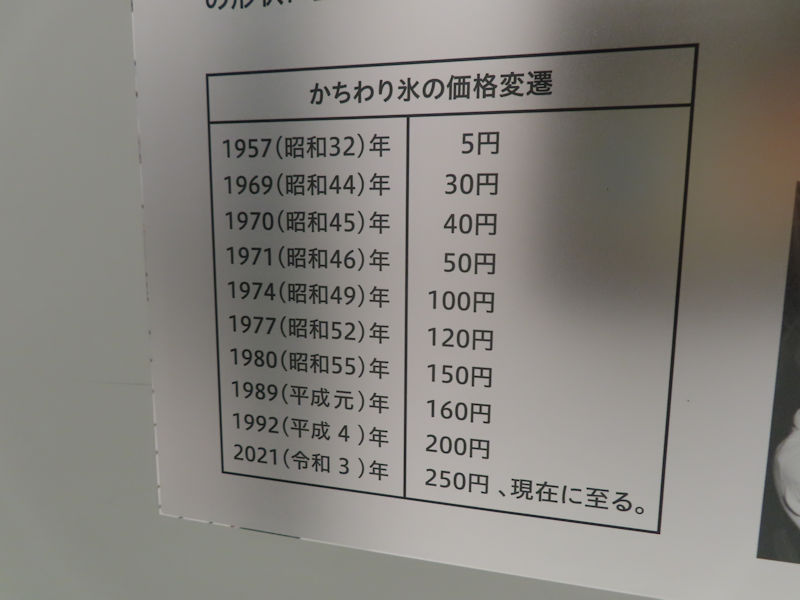 かちわり氷の価格変遷
1957(昭和32)年 5円
1969(昭和44)年 30円
1970(昭和45)年 40円
1971(昭和46)年 50円
1974(昭和49)年 100円
1977(昭和52)年 120円
1980(昭和55)年 150円
1989(平成元)年 160円
1992(平成 4 )年 200円
2021(令和 3 )年 250円、現在に至る。